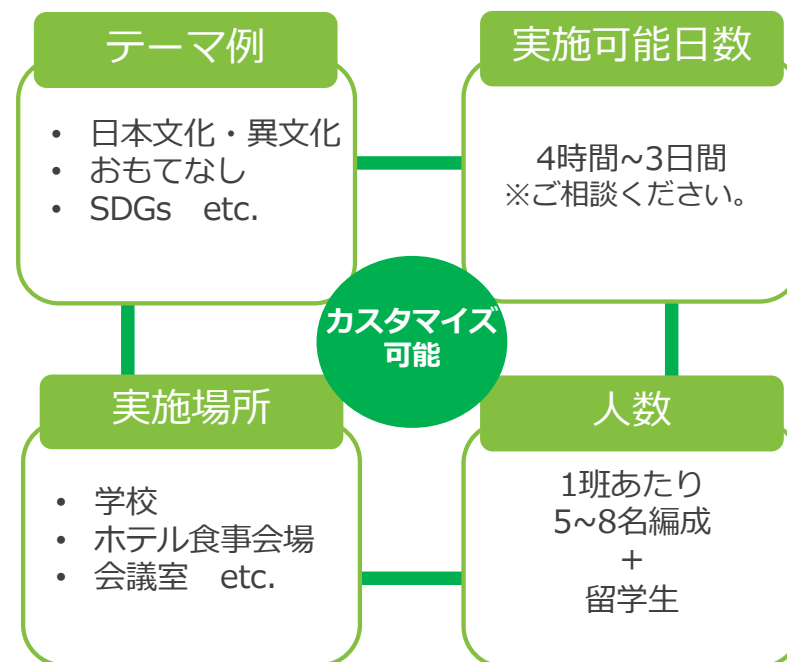 テーマ例
• 日本文化・異文化
• おもてなし
• SDGs　etc.
実施可能日数
4時間~3日間
※ご相談ください。
カスタマイズ
可能
実施場所
• 学校
• ホテル食事会場
• 会議室　etc.
人数
1班あたり
5~8名編成
+
留学生